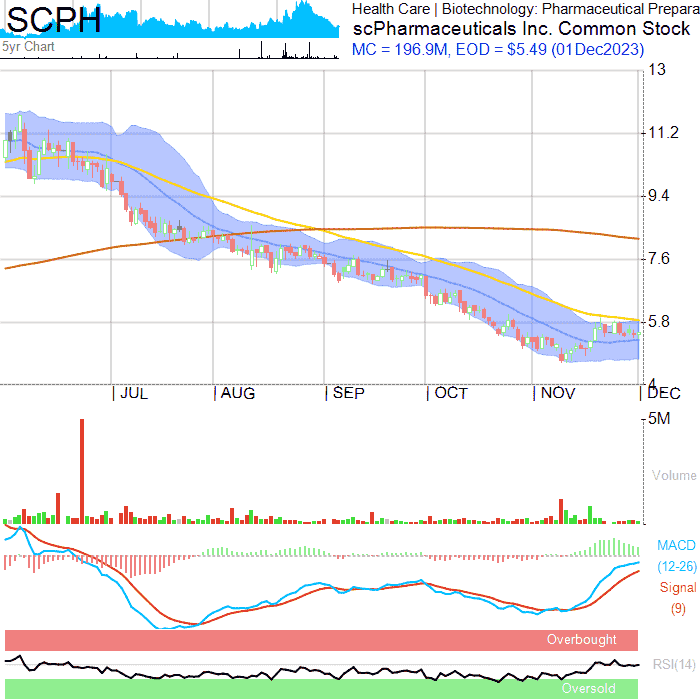 SCPH
5yr Chart
Health Care | Biotechnology: Pharmaceutical Prepara
scPharmaceuticals Inc. Common Stock
MC = 196.9M, EOD = $5.49 (01Dec2023)
13
11.2
9.4
7.6
5.8
4
JUL AUG SEP OCT NOV DEC
5M
Volume
MACD
(12-26)
Signal
(9)
Overbought
RSI(14)
Oversold